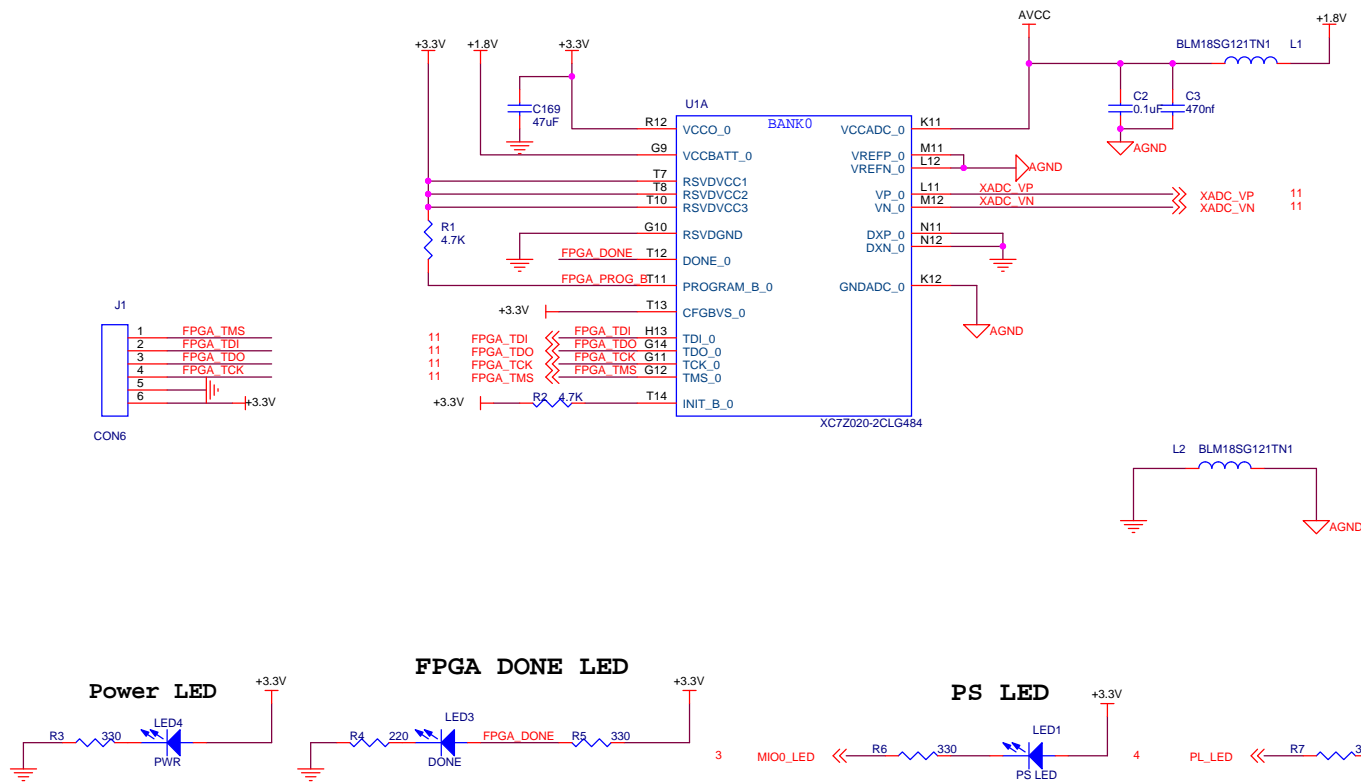 AVCC
+1.8V
+3.3V +1.8V +3.3V
BLM18SG121TN1 L1
C169
47uF
C2
0.1uF
C3
470nf
AGND
U1A
BANK0
R12 VCCO_0
G9 VCCBATT_0
T7 RSVDVCC1
T8 RSVDVCC2
T10 RSVDVCC3
G10 RSVDGND
FPGA_DONE T12 DONE_0
FPGA_PROG_B T11 PROGRAM_B_0
+3.3V T13 CFGBVS_0
11 FPGA_TDI FPGA_TDI H13 TDI_0
11 FPGA_TDO FPGA_TDO G14 TDO_0
11 FPGA_TCK FPGA_TCK G11 TCK_0
11 FPGA_TMS FPGA_TMS G12 TMS_0
+3.3V R2 4.7K T14 INIT_B_0
R1
4.7K
VCCADC_0 K11
VREFP_0 M11
VREFN_0 L12
AGND
VP_0 L11 XADC_VP XADC_VP 11
VN_0 M12 XADC_VN XADC_VN 11
DXP_0 N11
DXN_0 N12
GNDADC_0 K12
AGND
XC7Z020-2CLG484
J1
1 FPGA_TMS
2 FPGA_TDI
3 FPGA_TDO
4 FPGA_TCK
5
6 +3.3V
CON6
L2 BLM18SG121TN1
AGND
Power LED
+3.3V
R3 330
LED4
PWR
FPGA DONE LED
+3.3V
R4 220
LED3
DONE
FPGA_DONE
R5 330
PS LED
+3.3V
3 MIO0_LED
R6 330
LED1
PS LED
4 PL_LED
R7